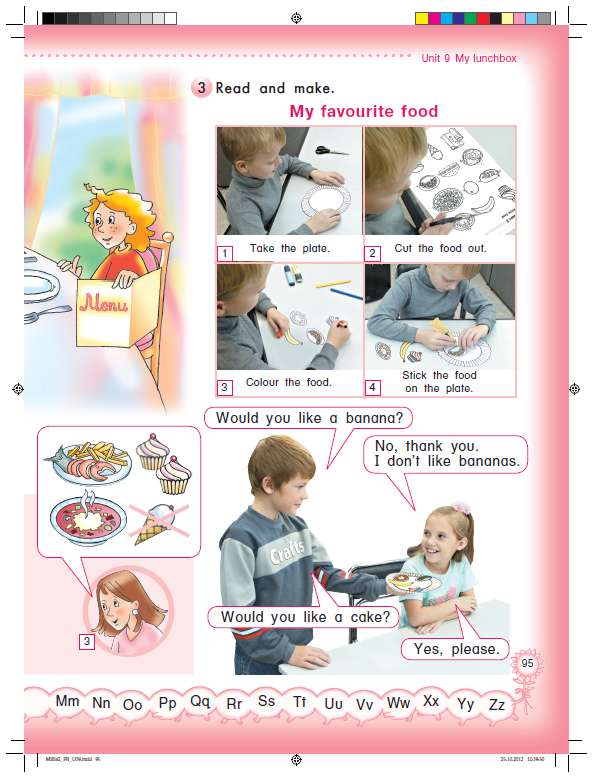 Unit 9 My lunchbox
3 Read and make.
My favourite food
1 Take the plate.
2 Cut the food out.
3 Colour the food.
4 Stick the food
on the plate.
Menu
Would you like a banana?
No, thank you.
I don't like bananas.
Crafts
Would you like a cake?
Yes, please.
3
95
Mm Nn Oo Pp Qq Rr Ss Tt Uu Vv Ww Xx Yy Zz